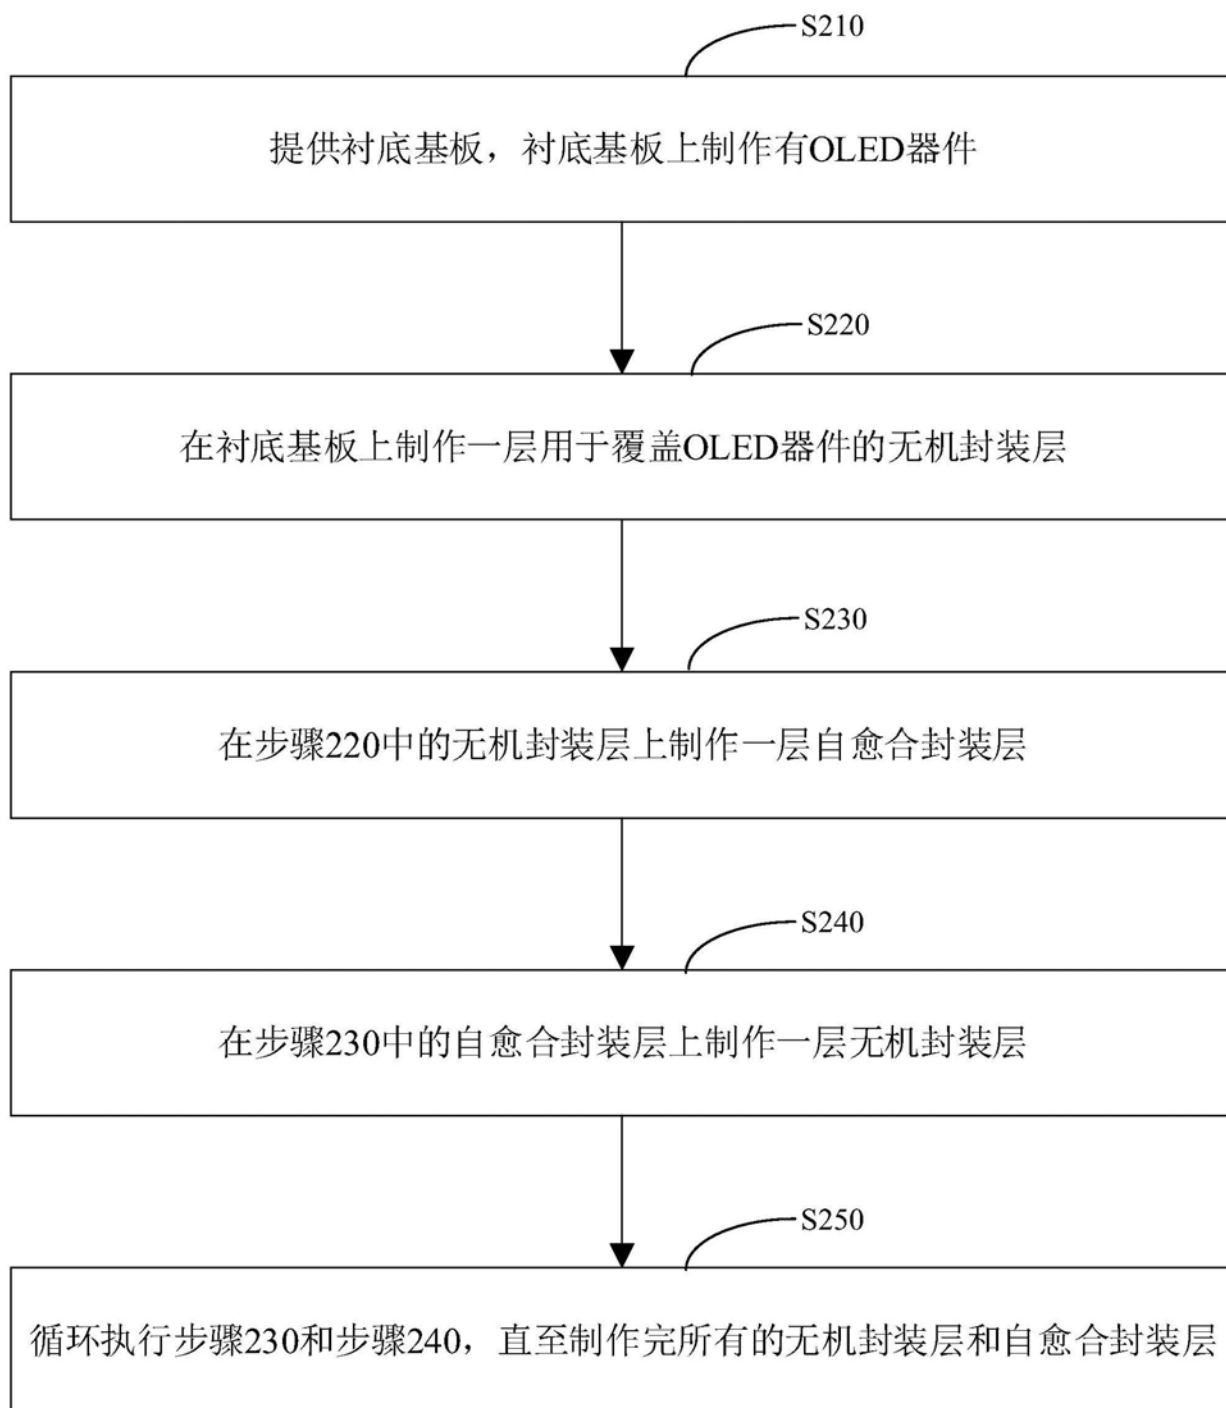 S210
提供衬底基板，衬底基板上制作有OLED器件
S220
在衬底基板上制作一层用于覆盖OLED器件的无机封装层
S230
在步骤220中的无机封装层上制作一层自愈合封装层
S240
在步骤230中的自愈合封装层上制作一层无机封装层
S250
循环执行步骤230和步骤240，直至制作完所有的无机封装层和自愈合封装层